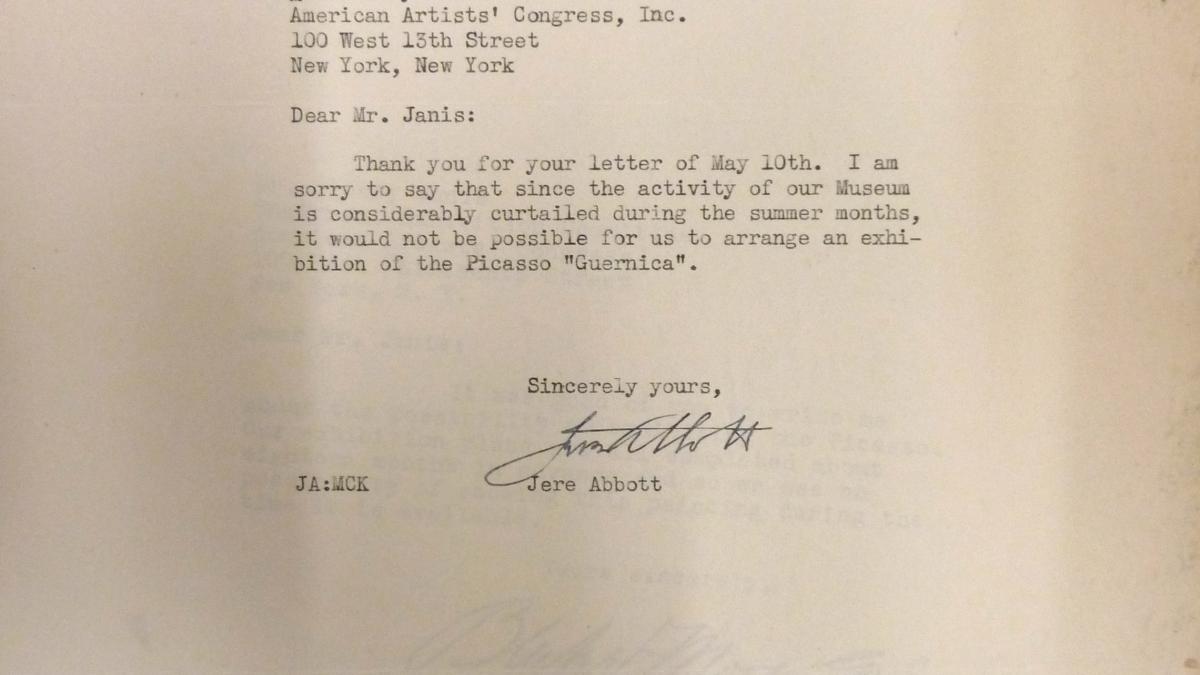 American Artists' Congress, Inc.
100 West 13th Street
New York, New York
Dear Mr. Janis:
Thank you for your letter of May 10th. I am
sorry to say that since the activity of our Museum
is considerably curtailed during the summer months,
it would not be possible for us to arrange an exhi-
bition of the Picasso "Guernica".
Sincerely yours,
Jere Abbott
JA:MCK
Jere Abbott